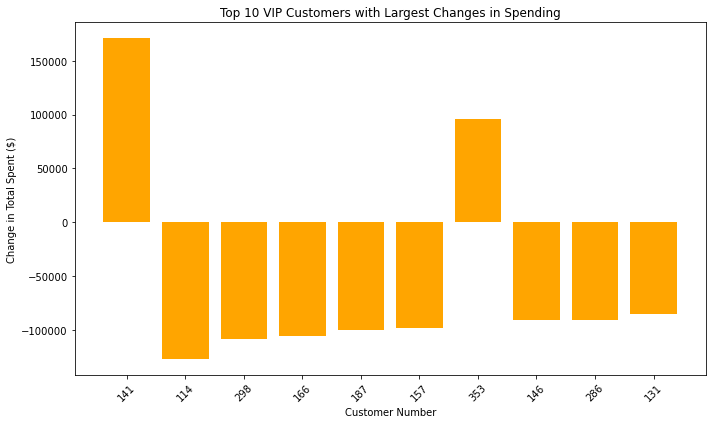 Top 10 VIP Customers with Largest Changes in Spending
Change in Total Spent ($)
150000
100000
50000
0
−50000
−100000
141 114 298 166 187 157 353 146 286 131
Customer Number